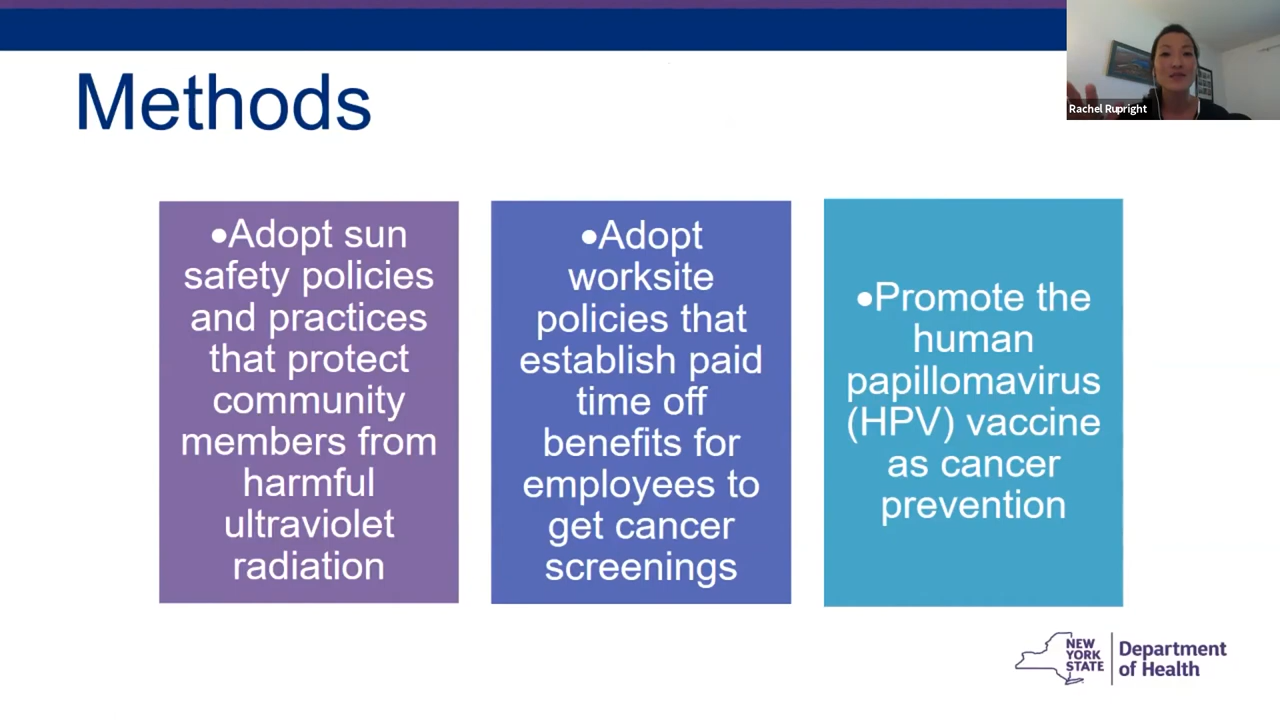 Methods
Rachel Rupright
•Adopt sun
safety policies
and practices
that protect
community
members from
harmful
ultraviolet
radiation
•Adopt
worksite
policies that
establish paid
time off
benefits for
employees to
get cancer
screenings
•Promote the
human
papillomavirus
(HPV) vaccine
as cancer
prevention
NEW
YORK
STATE
Department
of Health